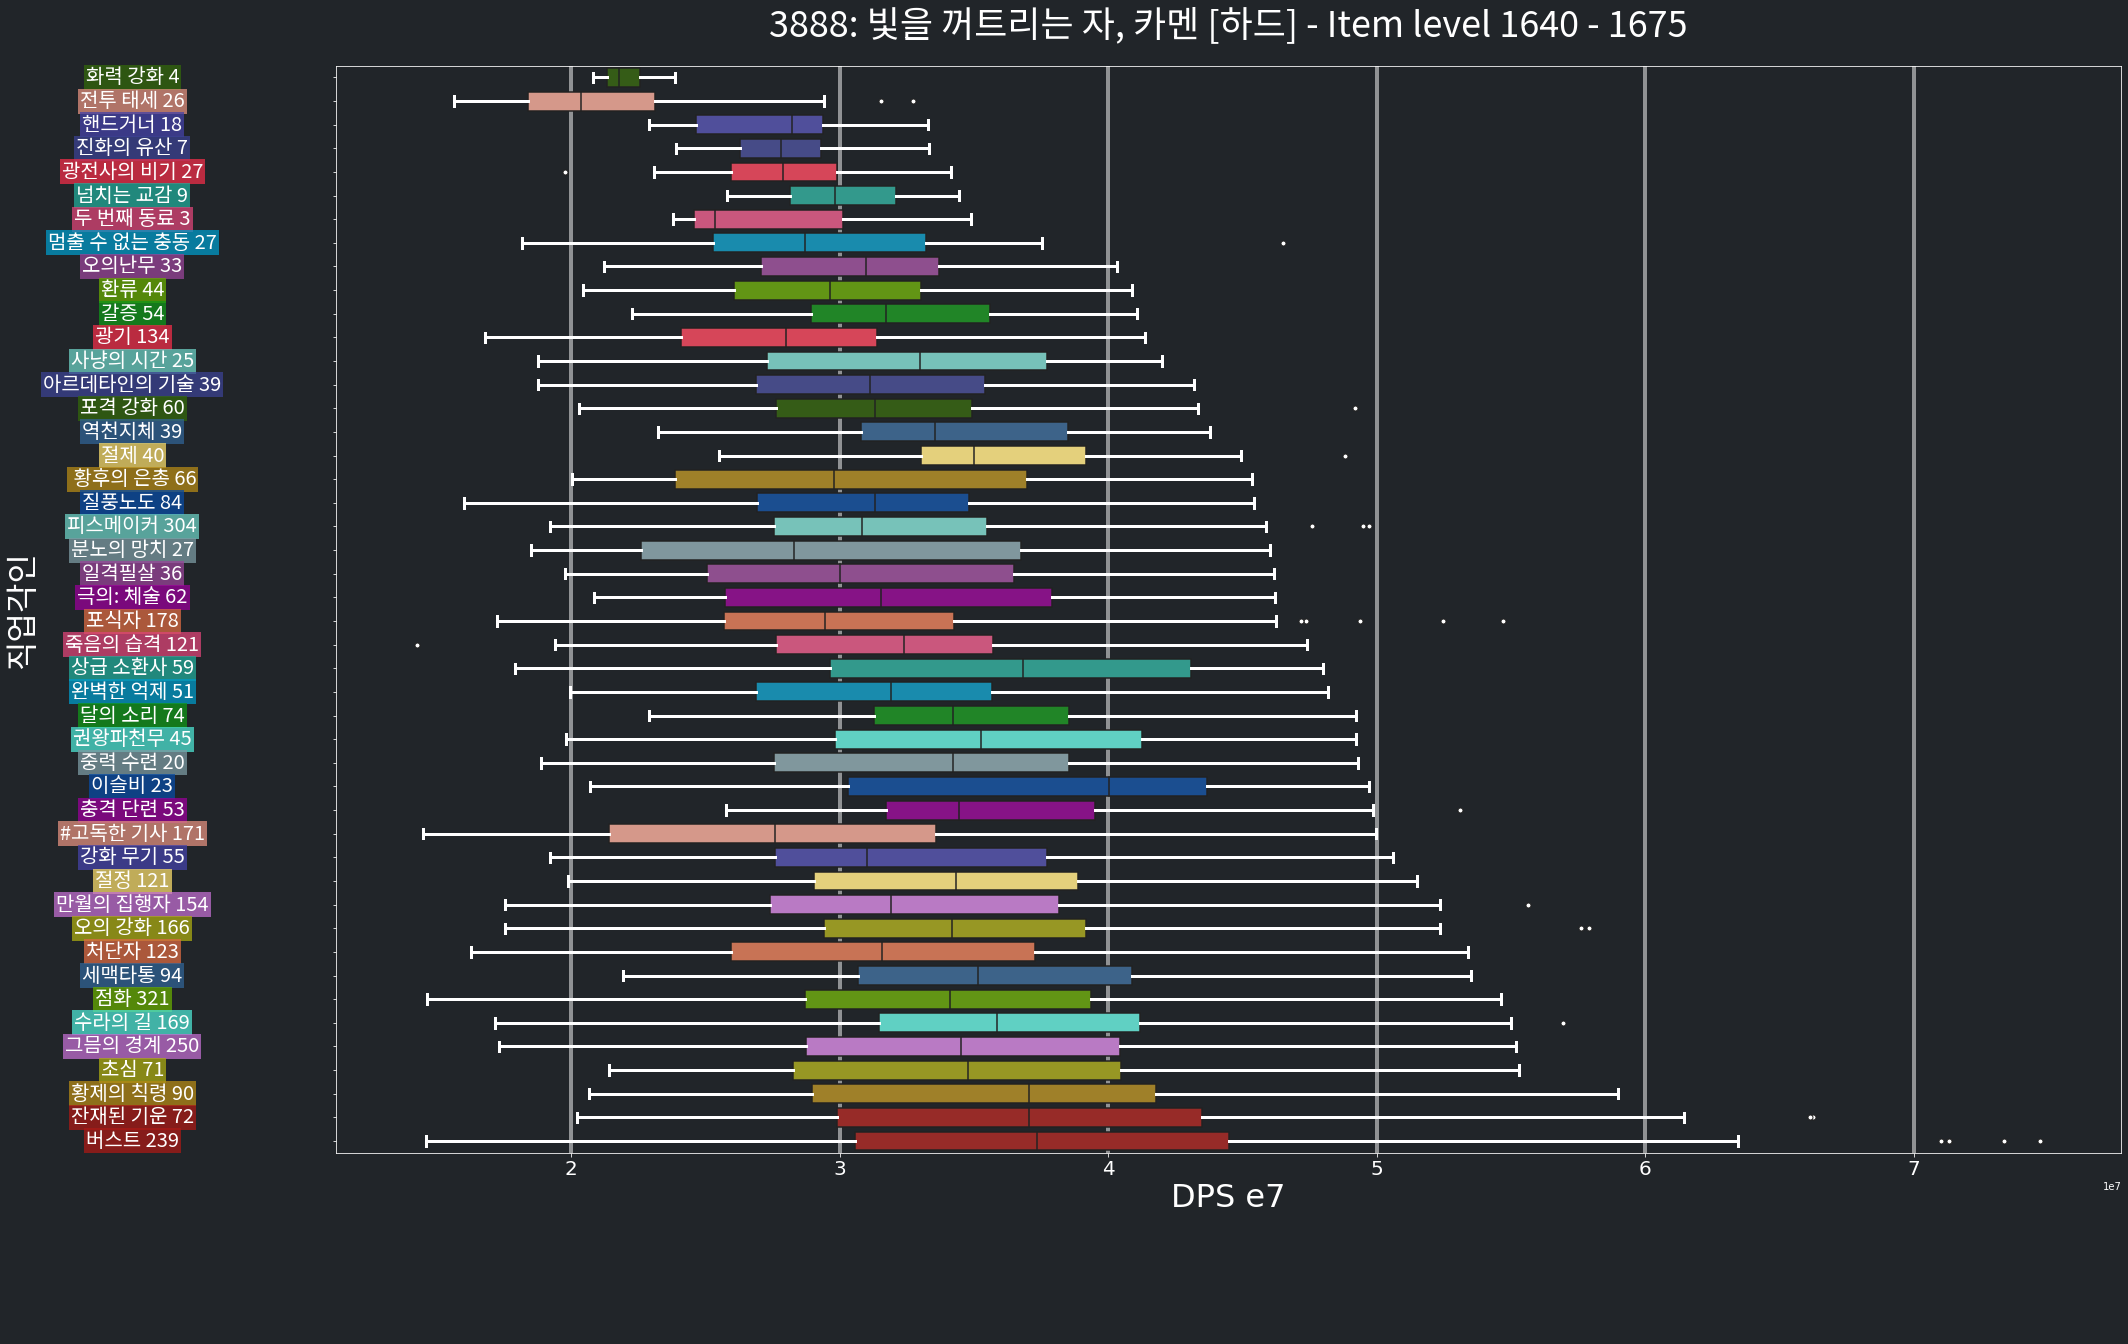 3888: 빛을 꺼트리는 자, 카멘 [하드] - Item level 1640 - 1675
화력 강화 4
전투 태세 26
핸드거너 18
진화의 유산 7
광전사의 비기 27
넘치는 교감 9
두 번째 동료 3
멈출 수 없는 충동 27
오의난무 33
환류 44
갈증 54
광기 134
사냥의 시간 25
아르데타인의 기술 39
포격 강화 60
역천지체 39
절제 40
황후의 은총 66
질풍노도 84
피스메이커 304
분노의 망치 27
일격필살 36
극의: 체술 62
포식자 178
죽음의 습격 121
상급 소환사 59
완벽한 억제 51
달의 소리 74
권왕파천무 45
중력 수련 20
이슬비 23
충격 단련 53
#고독한 기사 171
강화 무기 55
절정 121
만월의 집행자 154
오의 강화 166
처단자 123
세맥타통 94
점화 321
수라의 길 169
그믐의 경계 250
초심 71
황제의 칙령 90
잔재된 기운 72
버스트 239
직업각인
2 3 4 5 6 7
1e7
DPS e7